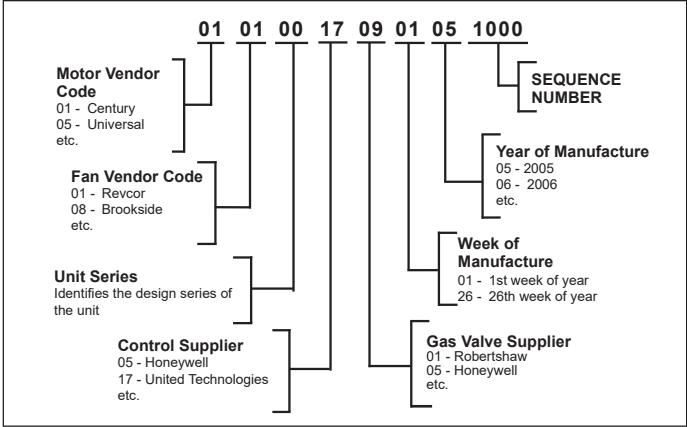 01 01 00 17 09 01 05 1000
Motor Vendor
Code
01 - Century
05 - Universal
etc.
SEQUENCE
NUMBER
Fan Vendor Code
01 - Revcor
08 - Brookside
etc.
Year of Manufacture
05 - 2005
06 - 2006
etc.
Unit Series
Identifies the design series of
the unit
Week of
Manufacture
01 - 1st week of year
26 - 26th week of year
Control Supplier
05 - Honeywell
17 - United Technologies
etc.
Gas Valve Supplier
01 - Robertshaw
05 - Honeywell
etc.